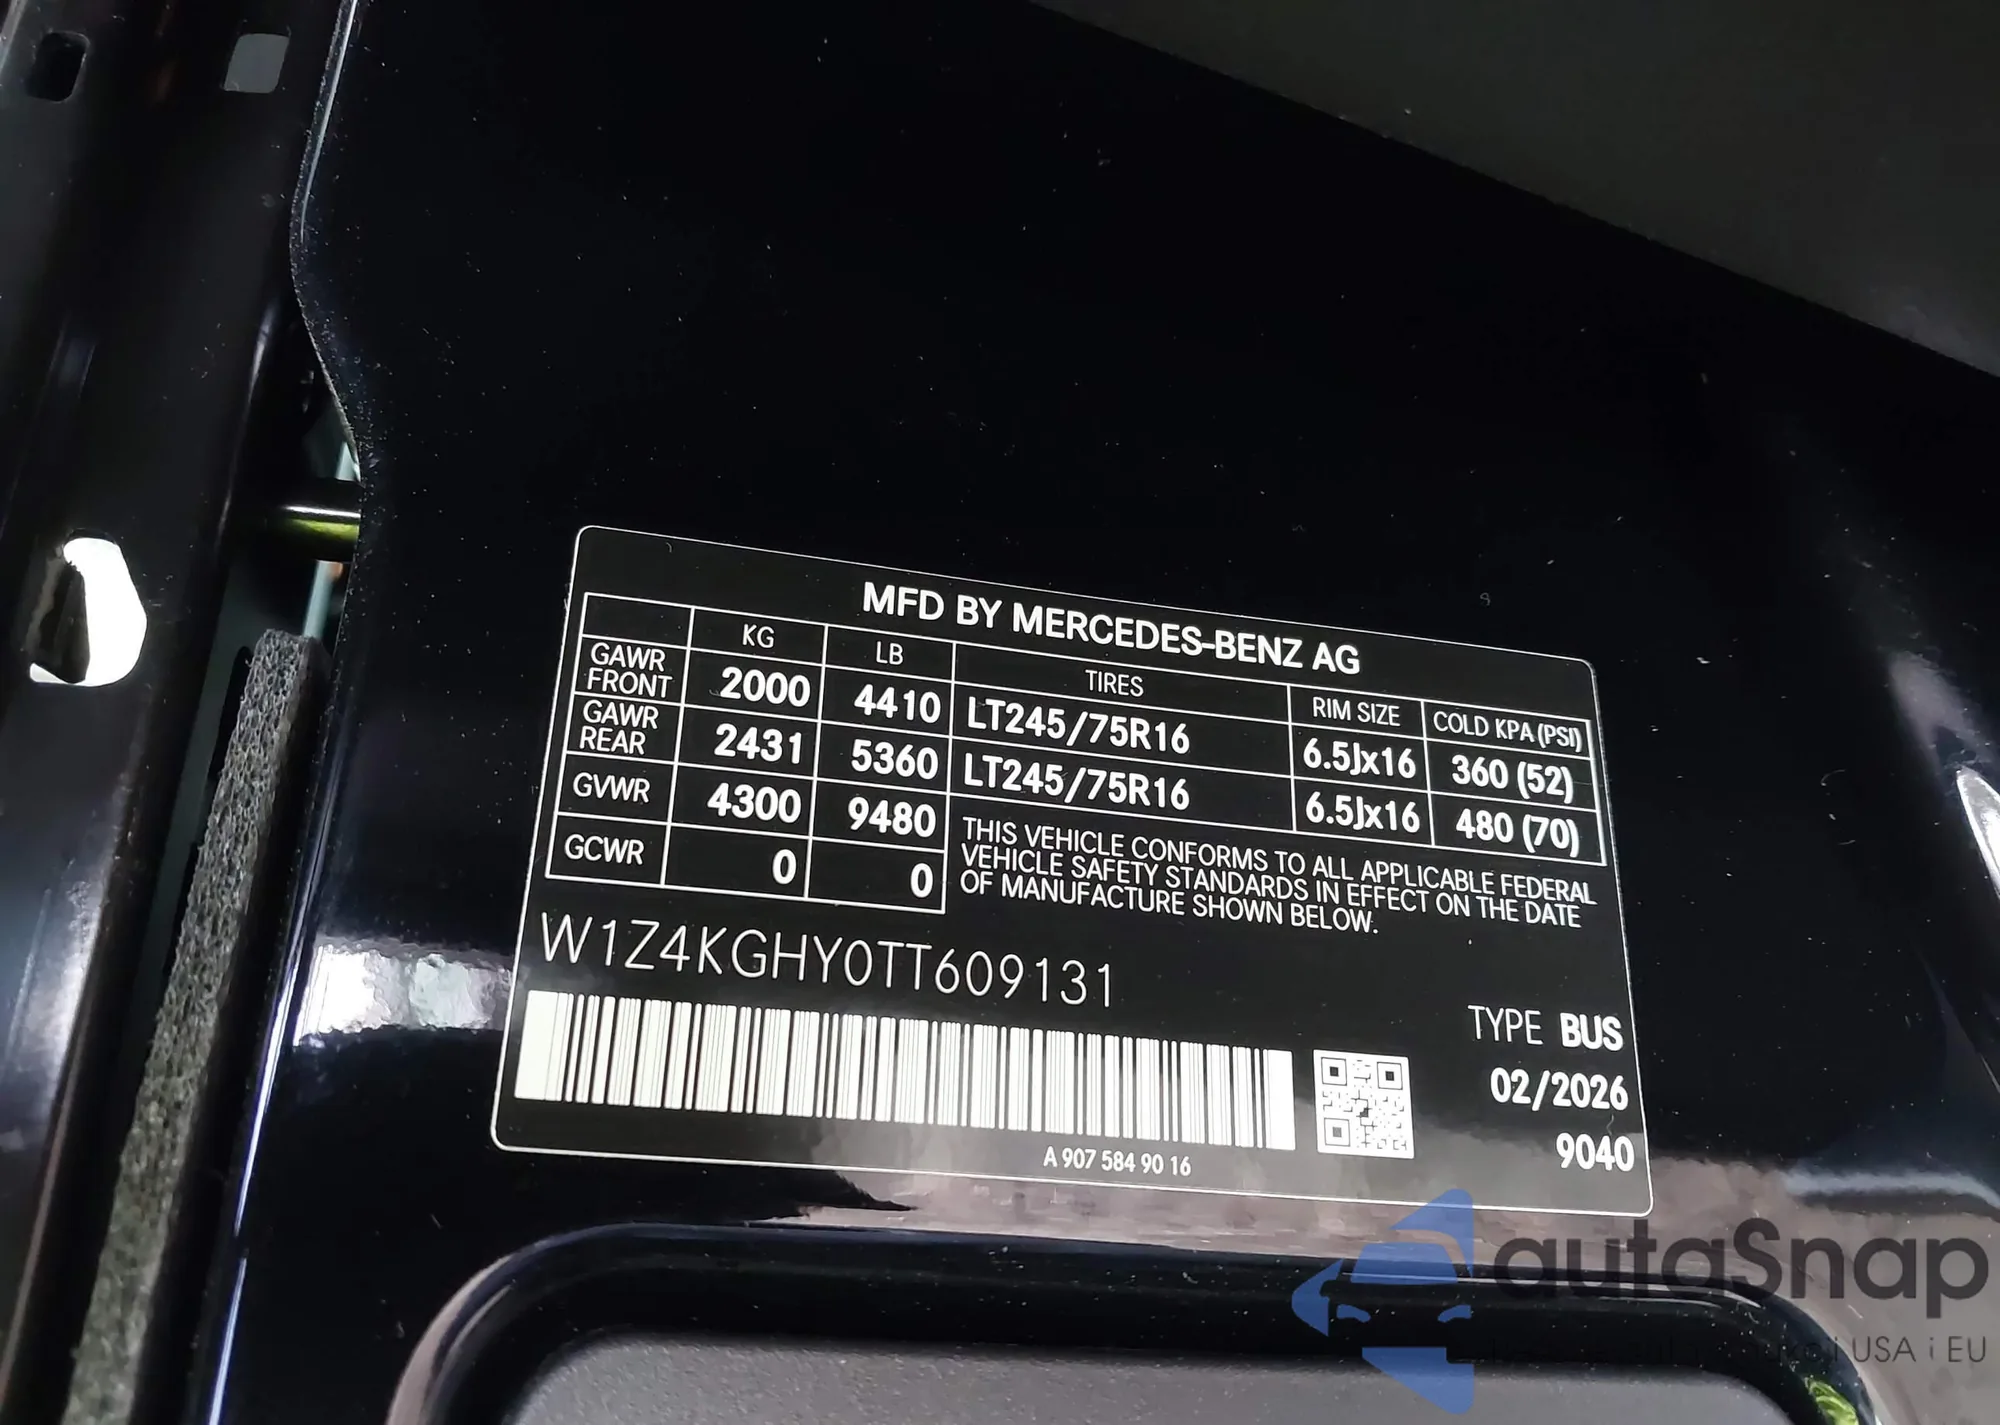 MFD BY MERCEDES-BENZ AG
KG LB TIRES RIM SIZE COLD KPA (PSI)
GAWR FRONT 2000 4410 LT245/75R16 6.5Jx16 360 (52)
GAWR REAR 2431 5360 LT245/75R16 6.5Jx16 480 (70)
GVWR 4300 9480
GCWR 0 0
THIS VEHICLE CONFORMS TO ALL APPLICABLE FEDERAL
VEHICLE SAFETY STANDARDS IN EFFECT ON THE DATE
OF MANUFACTURE SHOWN BELOW.
W1Z4KGHY0TT609131
TYPE BUS
02/2026
9040
A 907 584 90 16
autaSnap
USA i EU